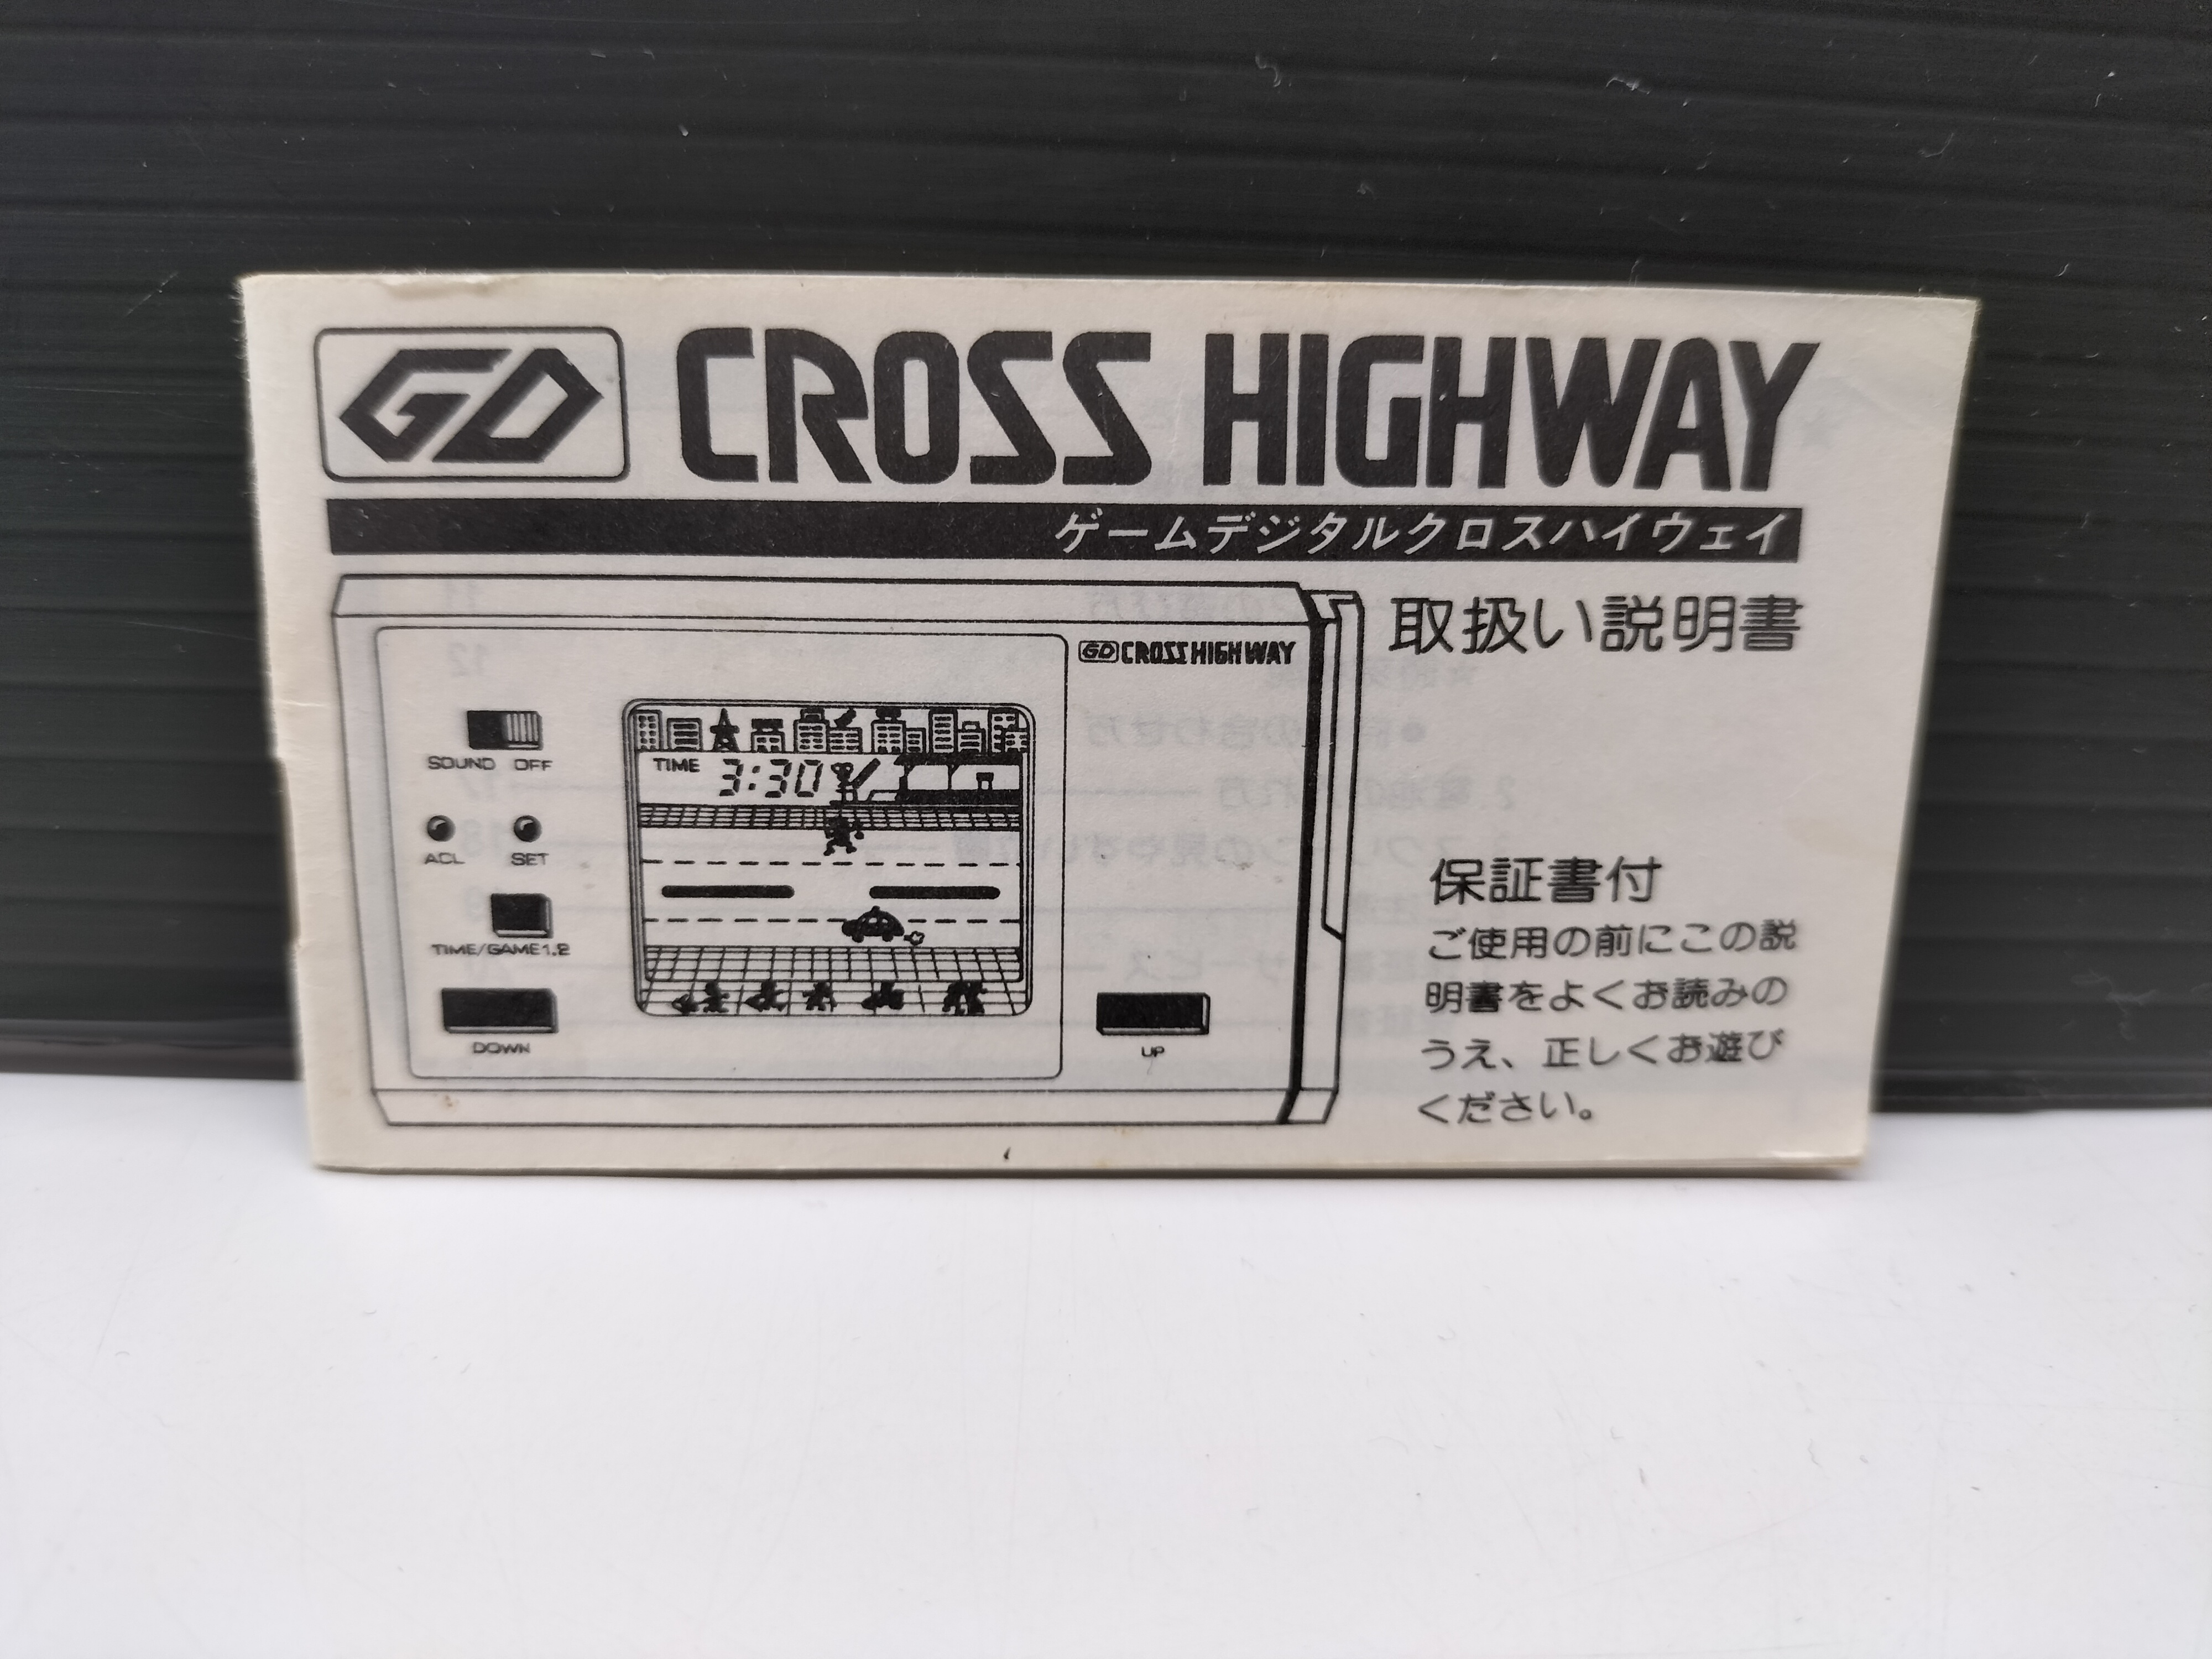 GD CROSS HIGHWAY
ゲームデジタルクロスハイウェイ
取扱い説明書
GD CROSS HIGHWAY
SOUND OFF
TIME 3:30
ACL SET
TIME/GAME1.2
DOWN
UP
保証書付
ご使用の前にこの説
明書をよくお読みの
うえ、正しくお遊び
ください。